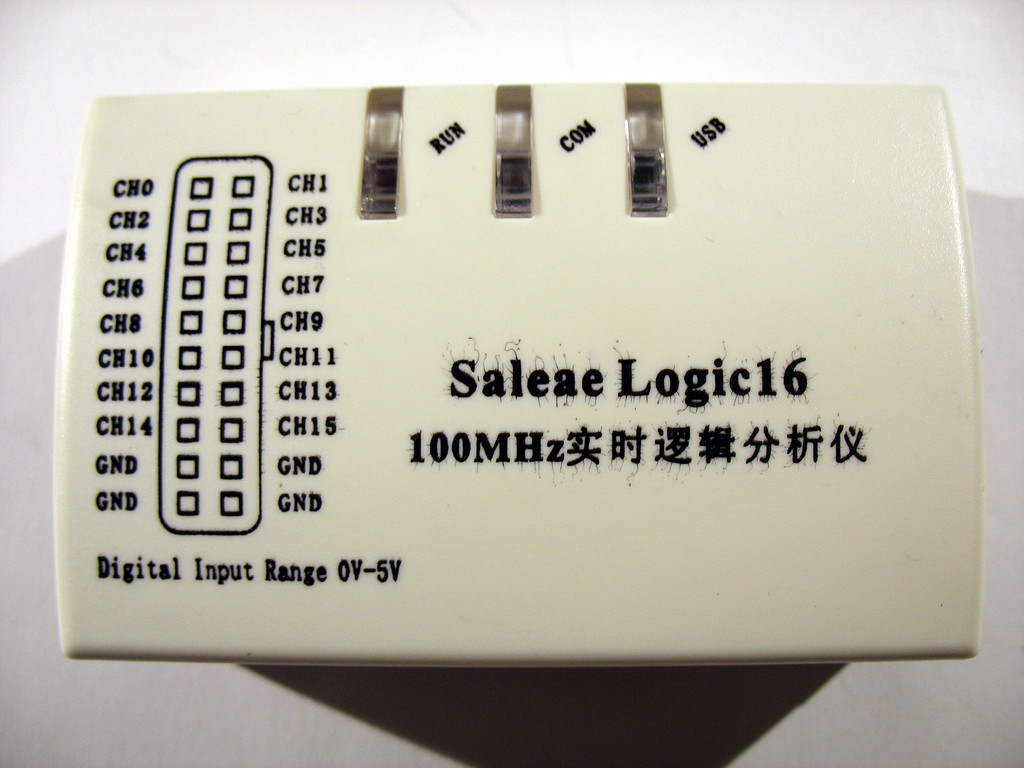 RUN COM USB
CH0 CH1
CH2 CH3
CH4 CH5
CH6 CH7
CH8 CH9
CH10 CH11
CH12 CH13
CH14 CH15
GND GND
GND GND
Saleae Logic16
100MHz实时逻辑分析仪
Digital Input Range 0V-5V